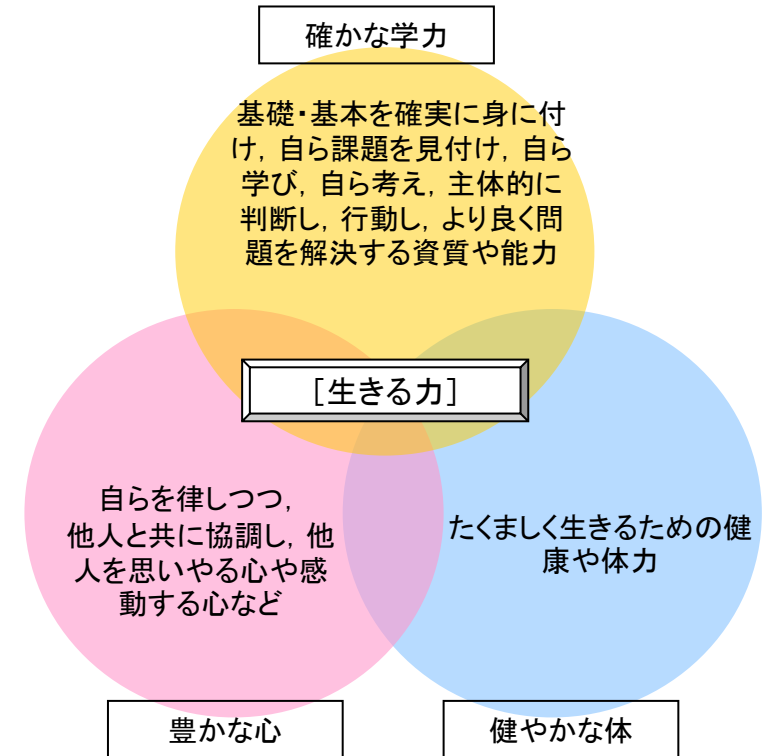 確かな学力
基礎・基本を確実に身に付
け，自ら課題を見付け，自ら
学び，自ら考え，主体的に
判断し，行動し，より良く問
題を解決する資質や能力
［生きる力］
自らを律しつつ，
他人と共に協調し，他
人を思いやる心や感
動する心など
たくましく生きるための健
康や体力
豊かな心
健やかな体